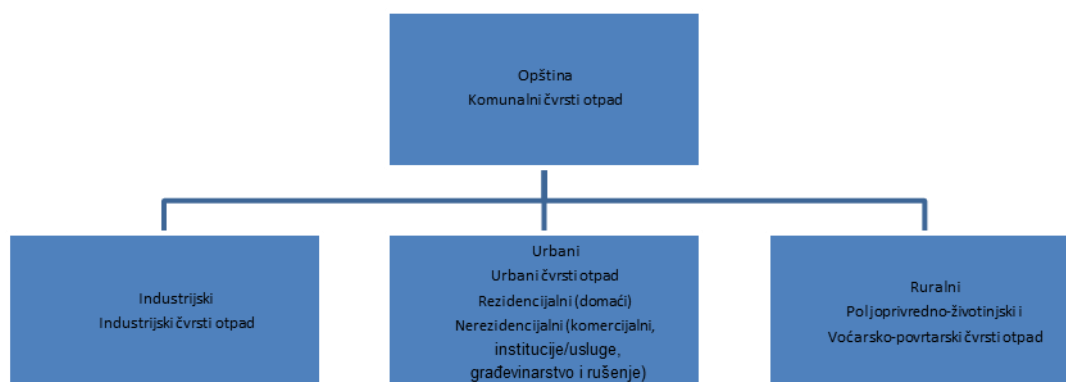 Opština
Komunalni čvrsti otpad
Industrijski
Industrijski čvrsti otpad
Urbani
Urbani čvrsti otpad
Rezidencijalni (domaći)
Nerezidencijalni (komercijalni,
institucije/usluge,
građevinarstvo i rušenje)
Ruralni
Poljoprivredno-životinjski i
Voćarsko-povrtarski čvrsti otpad